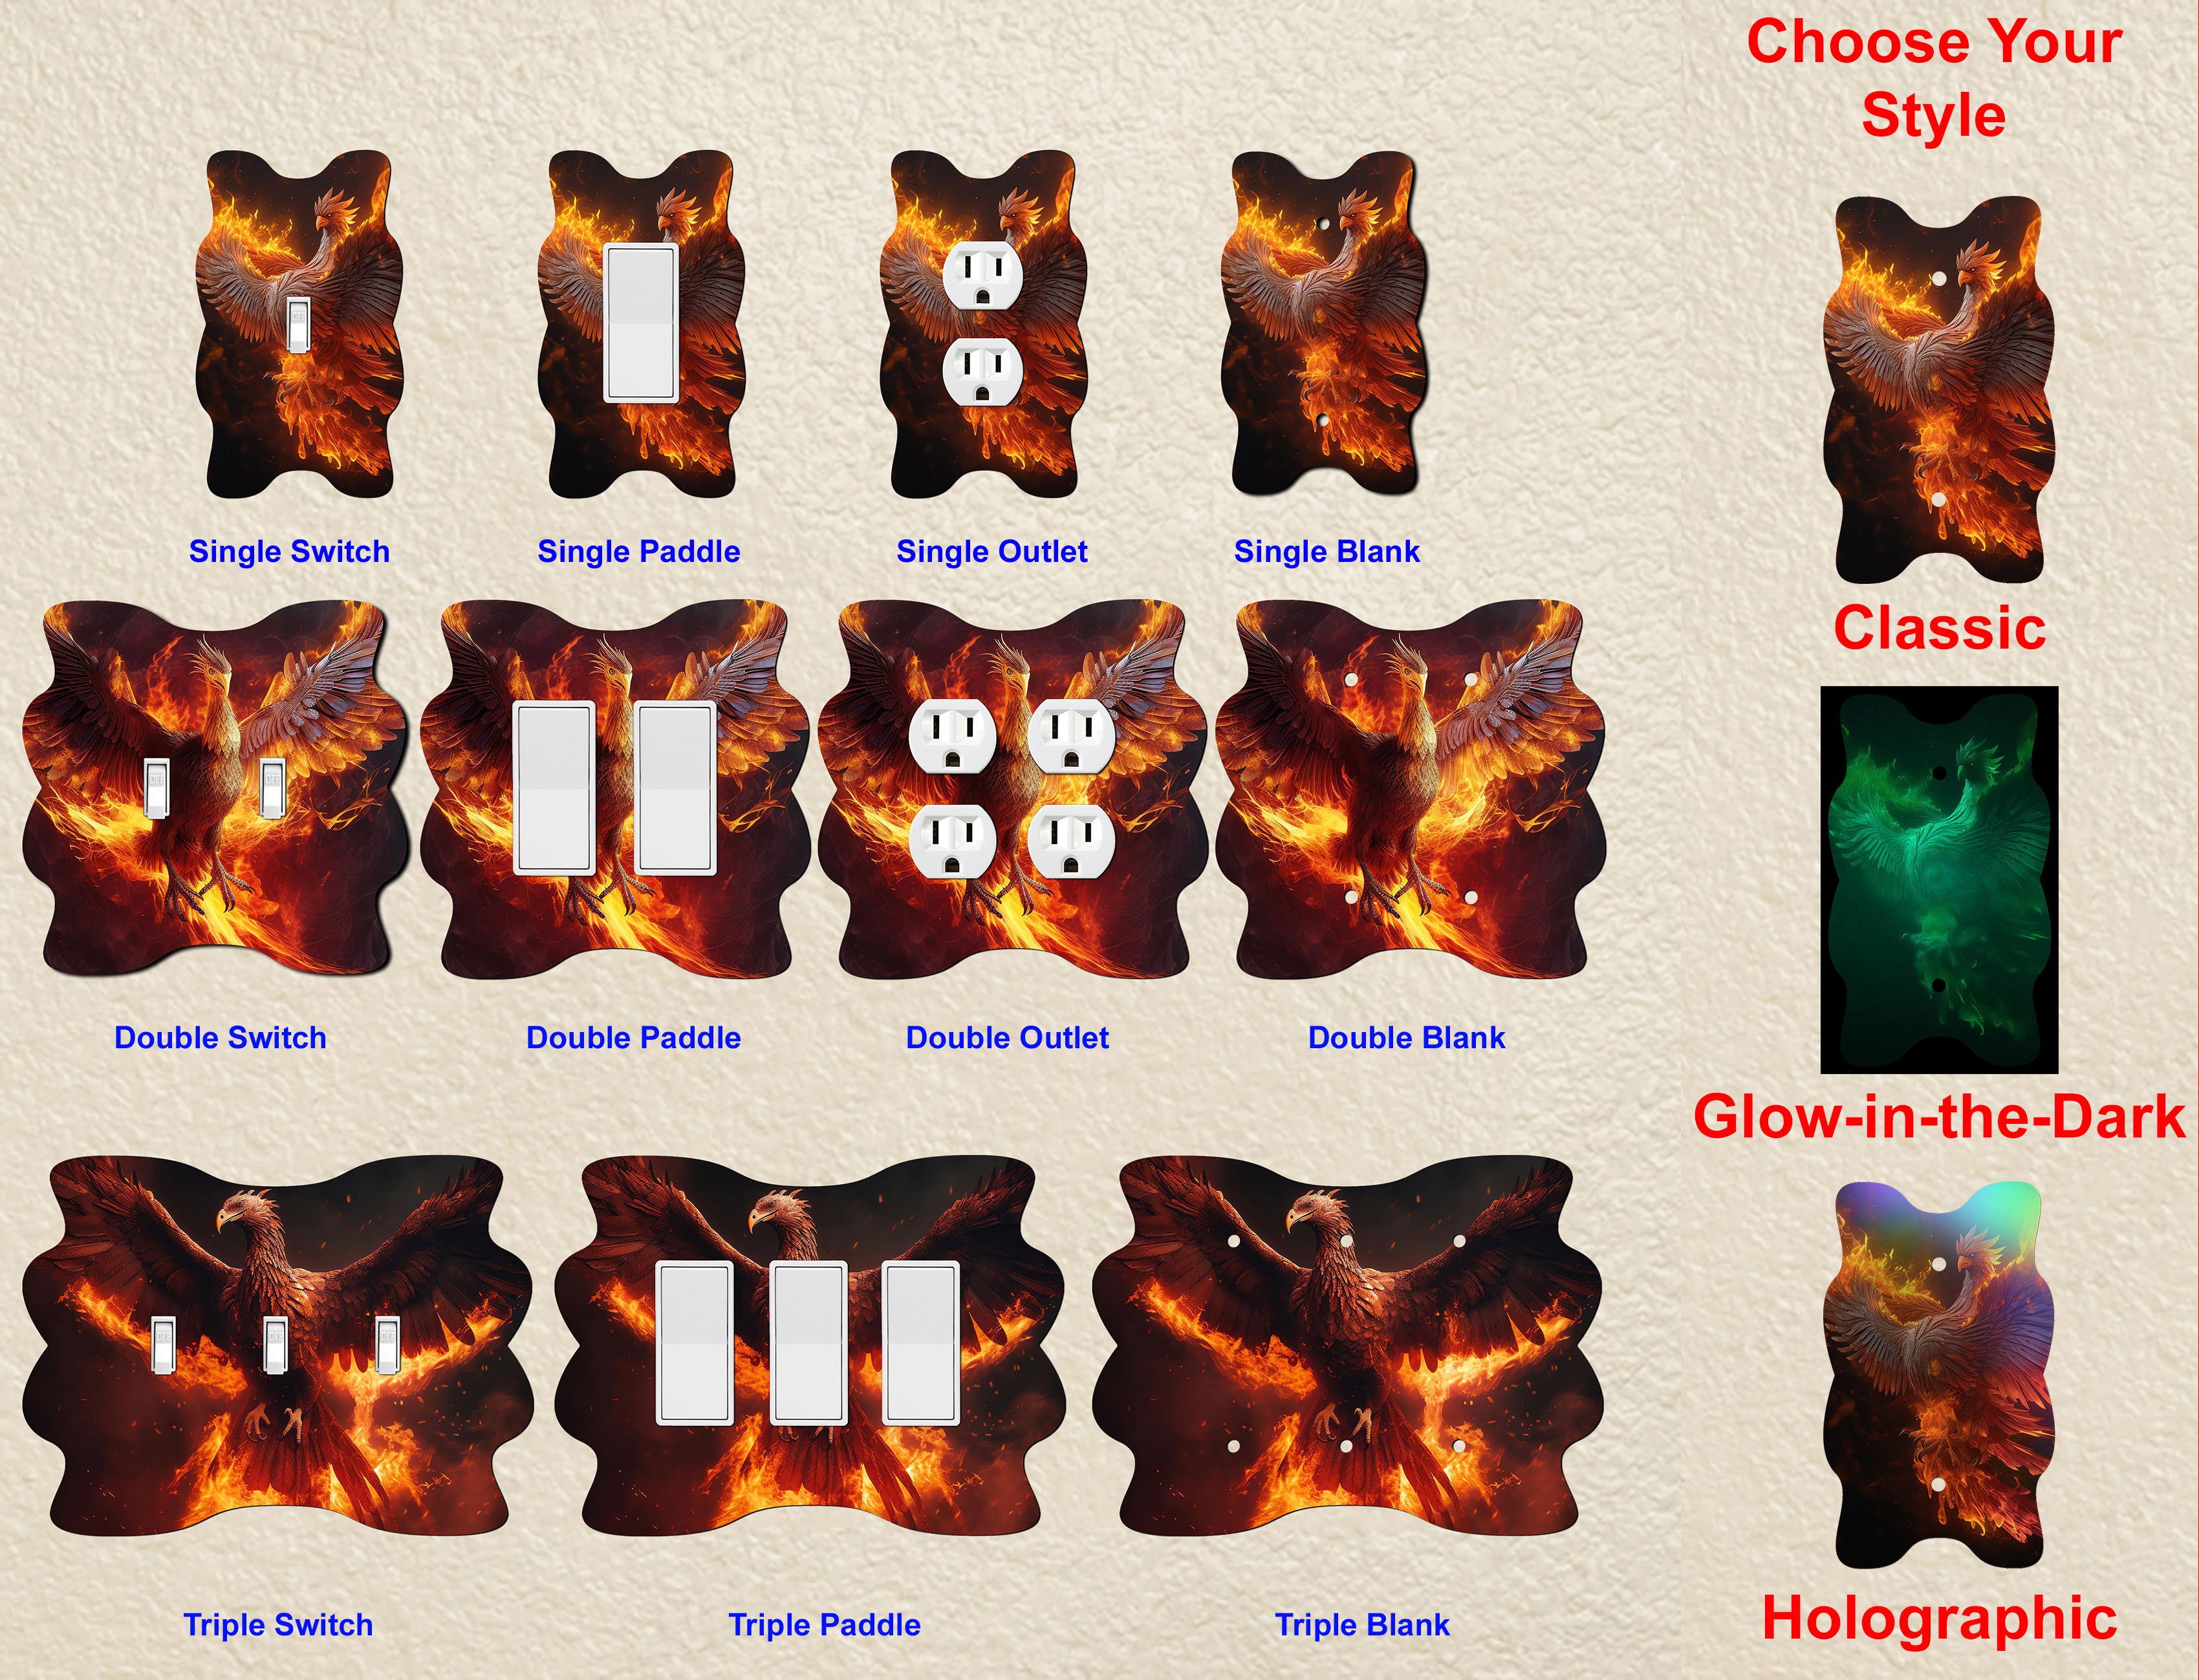 Choose Your
Style
Single Switch
Single Paddle
Single Outlet
Single Blank
Classic
Double Switch
Double Paddle
Double Outlet
Double Blank
Glow-in-the-Dark
Triple Switch
Triple Paddle
Triple Blank
Holographic